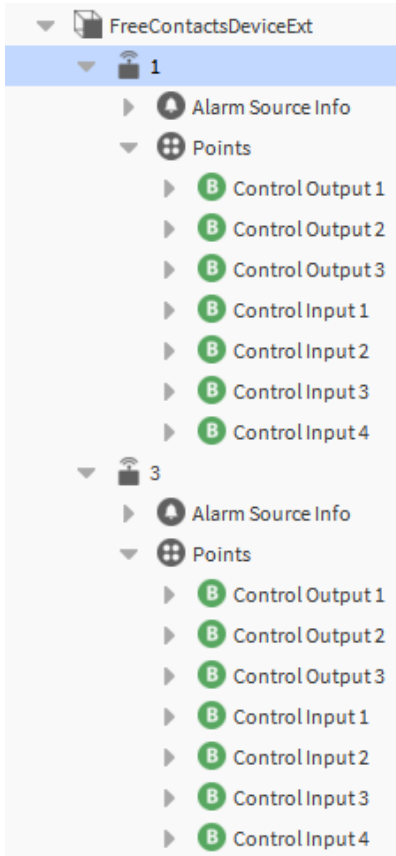 FreeContactsDeviceExt
1
Alarm Source Info
Points
B Control Output 1
B Control Output 2
B Control Output 3
B Control Input 1
B Control Input 2
B Control Input 3
B Control Input 4
3
Alarm Source Info
Points
B Control Output 1
B Control Output 2
B Control Output 3
B Control Input 1
B Control Input 2
B Control Input 3
B Control Input 4